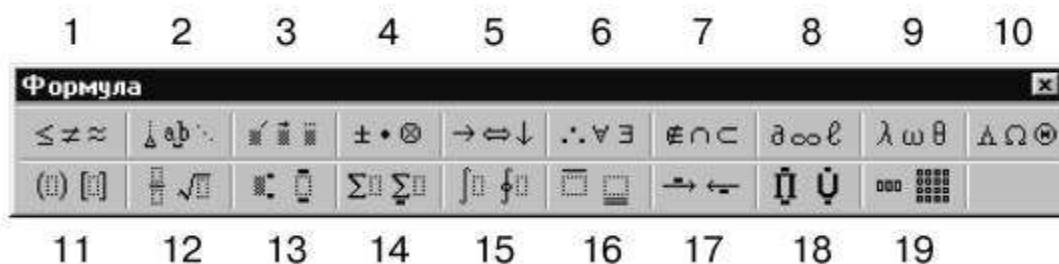 1 2 3 4 5 6 7 8 9 10
Формула
≤ ≠ ≈ a͟b ⋱ ± • ⊗ → ⇔ ↓ ∴ ∀ ∃ ∉ ∩ ⊂ ∂ ∞ ℓ λ ω θ Λ Ω Θ
(▯) [▯] √▯ Σ▯ Σ▯ ∫▯ ∮▯ → ← Π Ụ
11 12 13 14 15 16 17 18 19